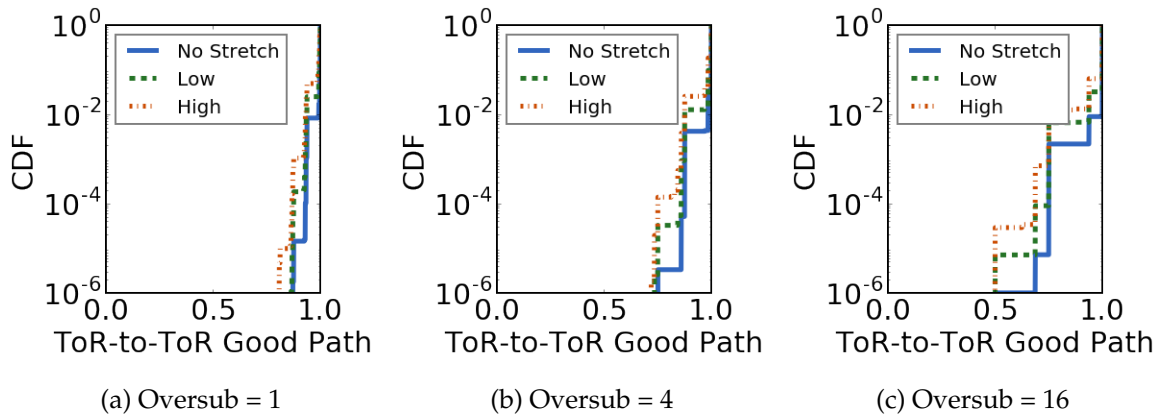 10^0
10^-2
10^-4
10^-6
CDF
No Stretch
Low
High
0.0 0.5 1.0
ToR-to-ToR Good Path
(a) Oversub = 1
10^0
10^-2
10^-4
10^-6
CDF
No Stretch
Low
High
0.0 0.5 1.0
ToR-to-ToR Good Path
(b) Oversub = 4
10^0
10^-2
10^-4
10^-6
CDF
No Stretch
Low
High
0.0 0.5 1.0
ToR-to-ToR Good Path
(c) Oversub = 16